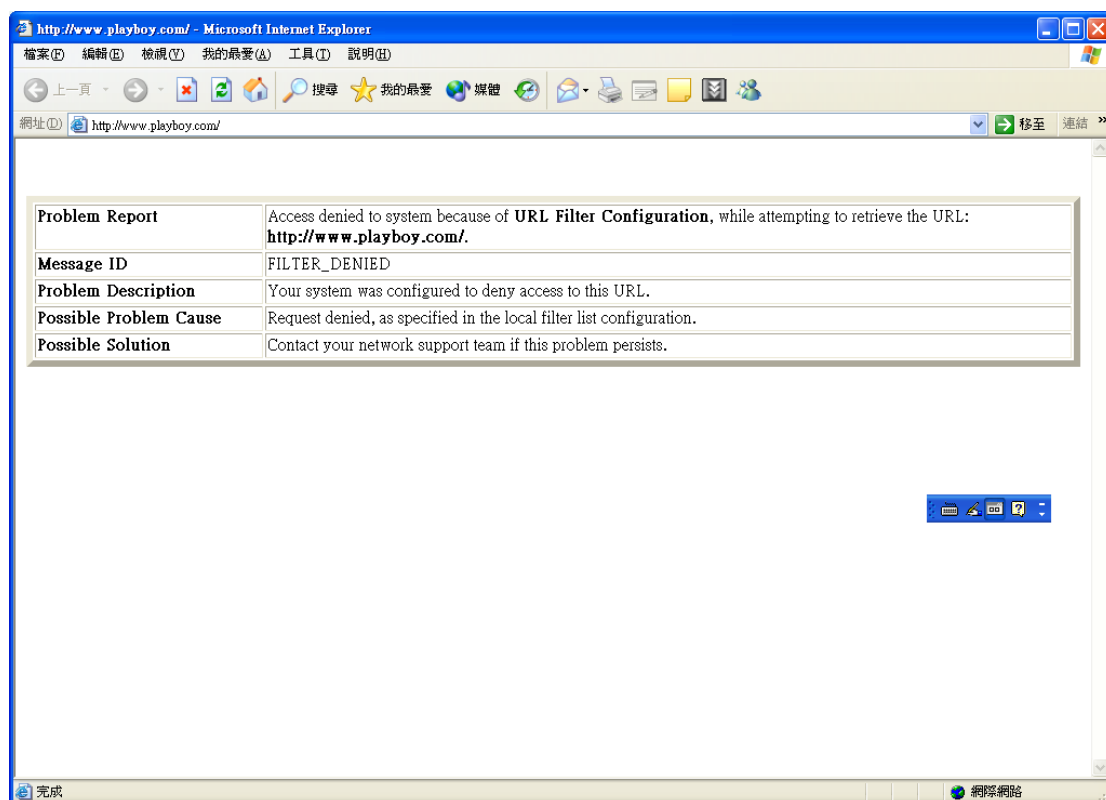 http://www.playboy.com/ - Microsoft Internet Explorer
檔案(F) 編輯(E) 檢視(V) 我的最愛(A) 工具(T) 說明(H)
上一頁 搜尋 我的最愛 媒體
網址(D) http://www.playboy.com/ 移至 連結 »
Problem Report Access denied to system because of URL Filter Configuration, while attempting to retrieve the URL:
http://www.playboy.com/.
Message ID FILTER_DENIED
Problem Description Your system was configured to deny access to this URL.
Possible Problem Cause Request denied, as specified in the local filter list configuration.
Possible Solution Contact your network support team if this problem persists.
完成 網際網路